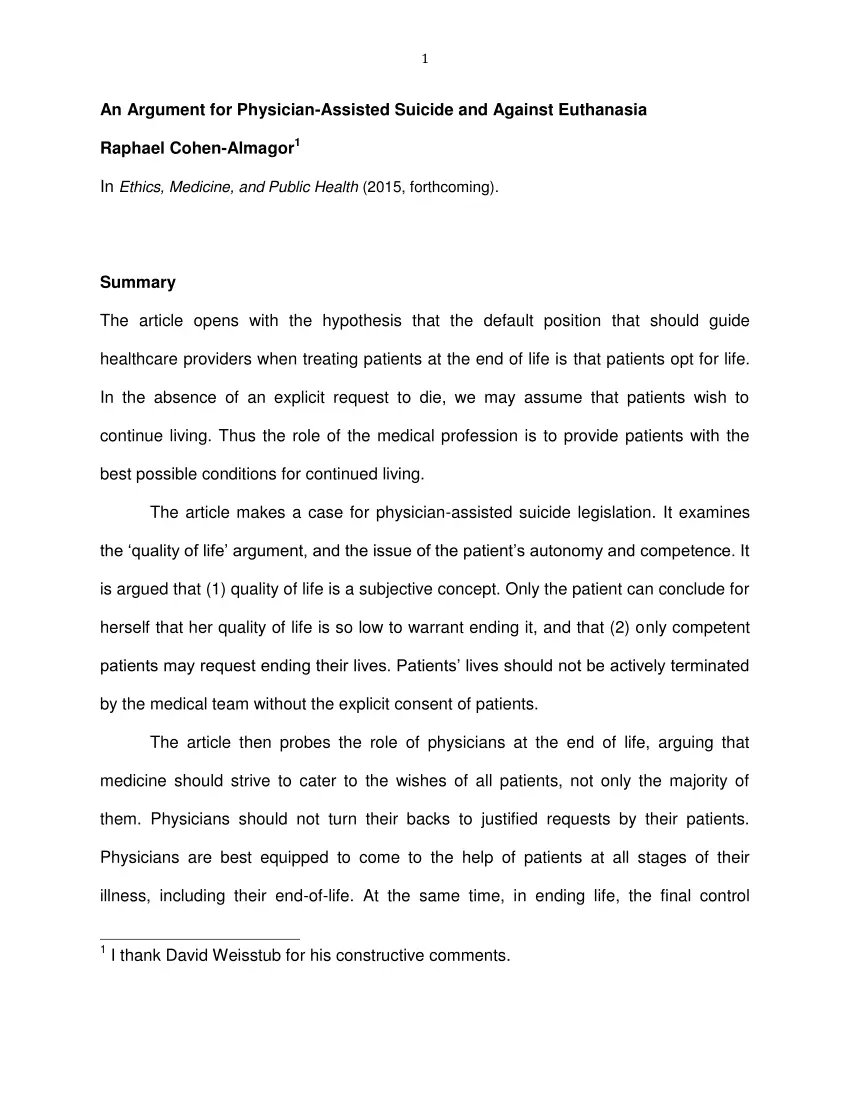 1
An Argument for Physician-Assisted Suicide and Against Euthanasia
Raphael Cohen-Almagor1
In Ethics, Medicine, and Public Health (2015, forthcoming).
Summary
The article opens with the hypothesis that the default position that should guide
healthcare providers when treating patients at the end of life is that patients opt for life.
In the absence of an explicit request to die, we may assume that patients wish to
continue living. Thus the role of the medical profession is to provide patients with the
best possible conditions for continued living.
The article makes a case for physician-assisted suicide legislation. It examines
the ‘quality of life’ argument, and the issue of the patient’s autonomy and competence. It
is argued that (1) quality of life is a subjective concept. Only the patient can conclude for
herself that her quality of life is so low to warrant ending it, and that (2) only competent
patients may request ending their lives. Patients’ lives should not be actively terminated
by the medical team without the explicit consent of patients.
The article then probes the role of physicians at the end of life, arguing that
medicine should strive to cater to the wishes of all patients, not only the majority of
them. Physicians should not turn their backs to justified requests by their patients.
Physicians are best equipped to come to the help of patients at all stages of their
illness, including their end-of-life. At the same time, in ending life, the final control
1 I thank David Weisstub for his constructive comments.